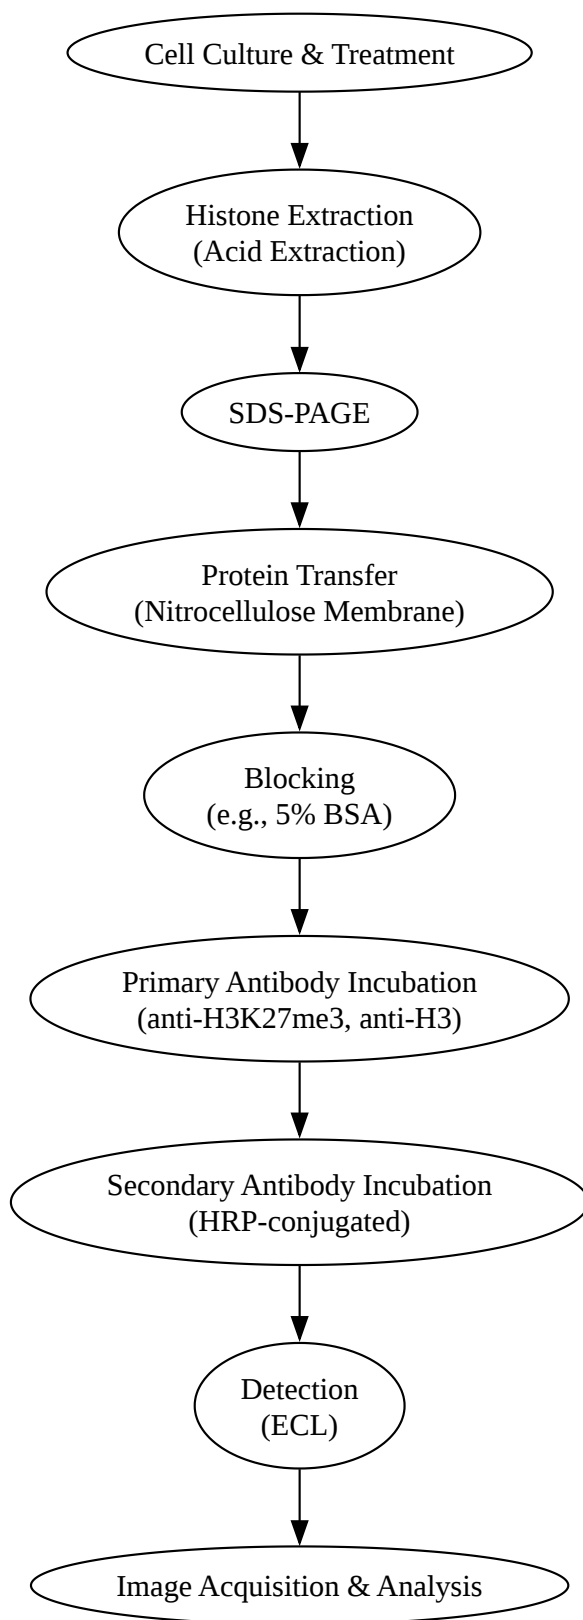 Cell Culture & Treatment
Histone Extraction
(Acid Extraction)
SDS-PAGE
Protein Transfer
(Nitrocellulose Membrane)
Blocking
(e.g., 5% BSA)
Primary Antibody Incubation
(anti-H3K27me3, anti-H3)
Secondary Antibody Incubation
(HRP-conjugated)
Detection
(ECL)
Image Acquisition & Analysis